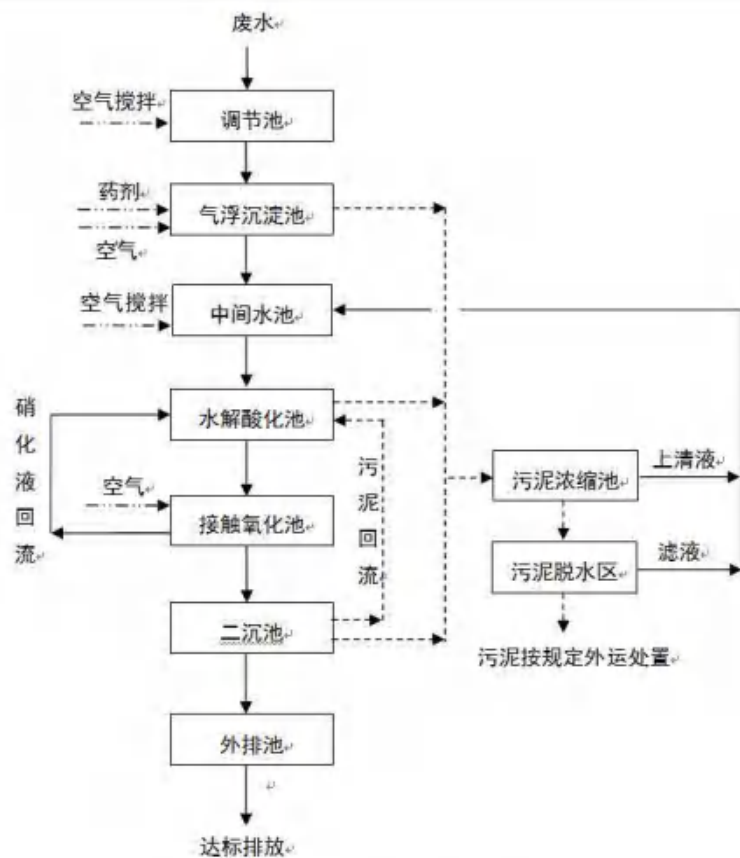 废水
空气搅拌
调节池
药剂
气浮沉淀池
空气
空气搅拌
中间水池
硝化液回流
水解酸化池
污泥回流
空气
接触氧化池
污泥浓缩池
上清液
污泥脱水区
滤液
二沉池
污泥按规定外运处置
外排池
达标排放